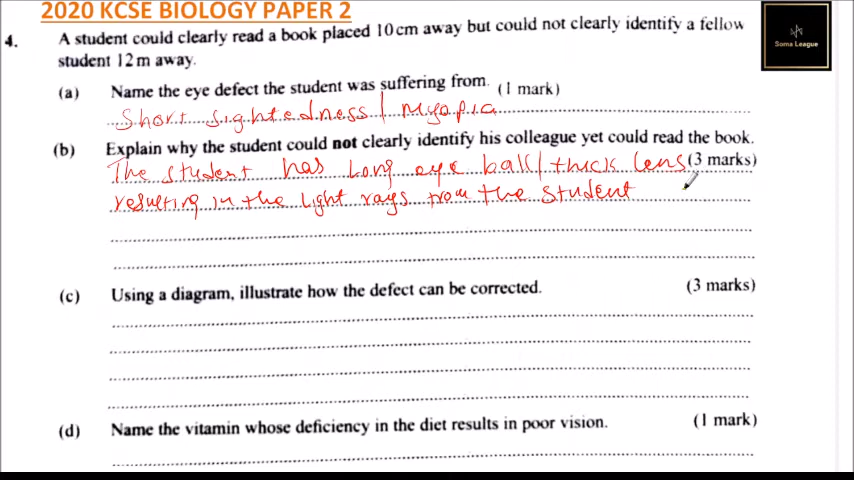 2020 KCSE BIOLOGY PAPER 2
4. A student could clearly read a book placed 10 cm away but could not clearly identify a fellow
student 12 m away.
Soma League
(a) Name the eye defect the student was suffering from. (1 mark)
Short sightedness / Myopia
(b) Explain why the student could not clearly identify his colleague yet could read the book.
(3 marks)
The student has long eye ball / thick lens
resulting in the light rays from the student
(c) Using a diagram, illustrate how the defect can be corrected. (3 marks)
(d) Name the vitamin whose deficiency in the diet results in poor vision. (1 mark)